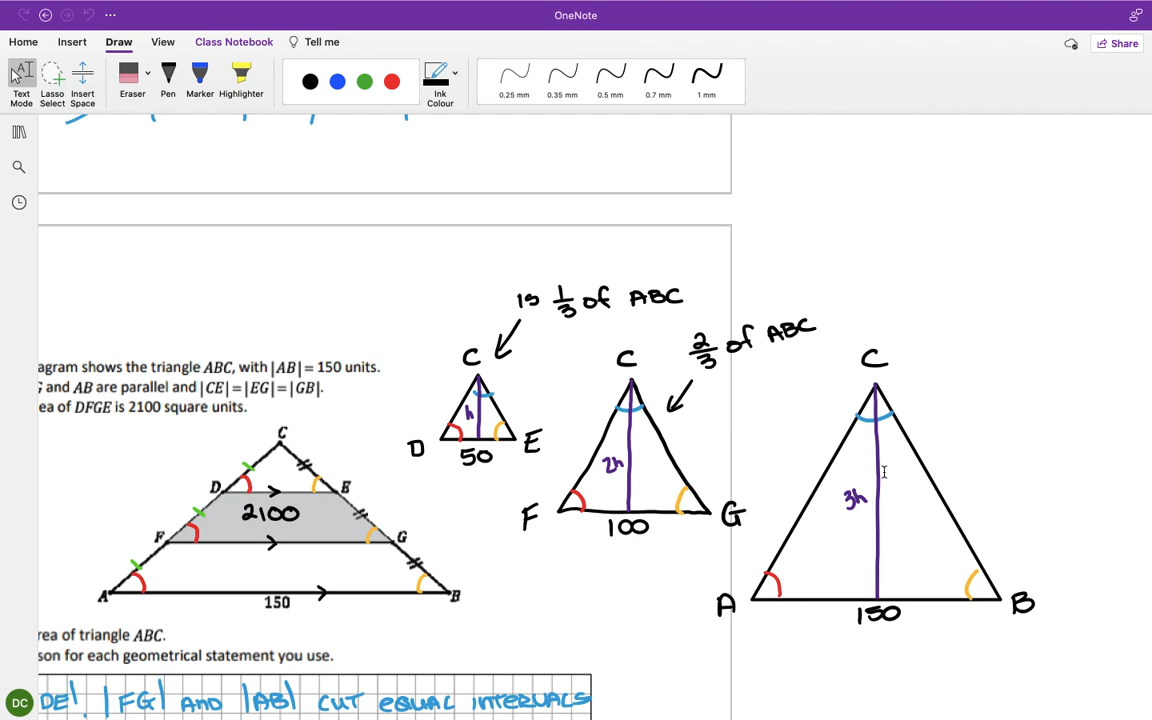 OneNote
Home Insert Draw View Class Notebook Tell me
Share
Text Mode
Lasso Select
Insert Space
Eraser
Pen
Marker
Highlighter
Ink Colour
0.25 mm 0.35 mm 0.5 mm 0.7 mm 1 mm
agram shows the triangle ABC, with |AB| = 150 units.
and AB are parallel and |CE| = |EG| = |GB|.
ea of DFGE is 2100 square units.
C
D E
2100
F G
A B
150
is 1/3 of ABC
C
h
D E
50
2/3 of ABC
C
2h
F G
100
C
3h
A B
150
rea of triangle ABC.
son for each geometrical statement you use.
DE|, |FG| AND |AB| CUT EQUAL INTERVALS
DC